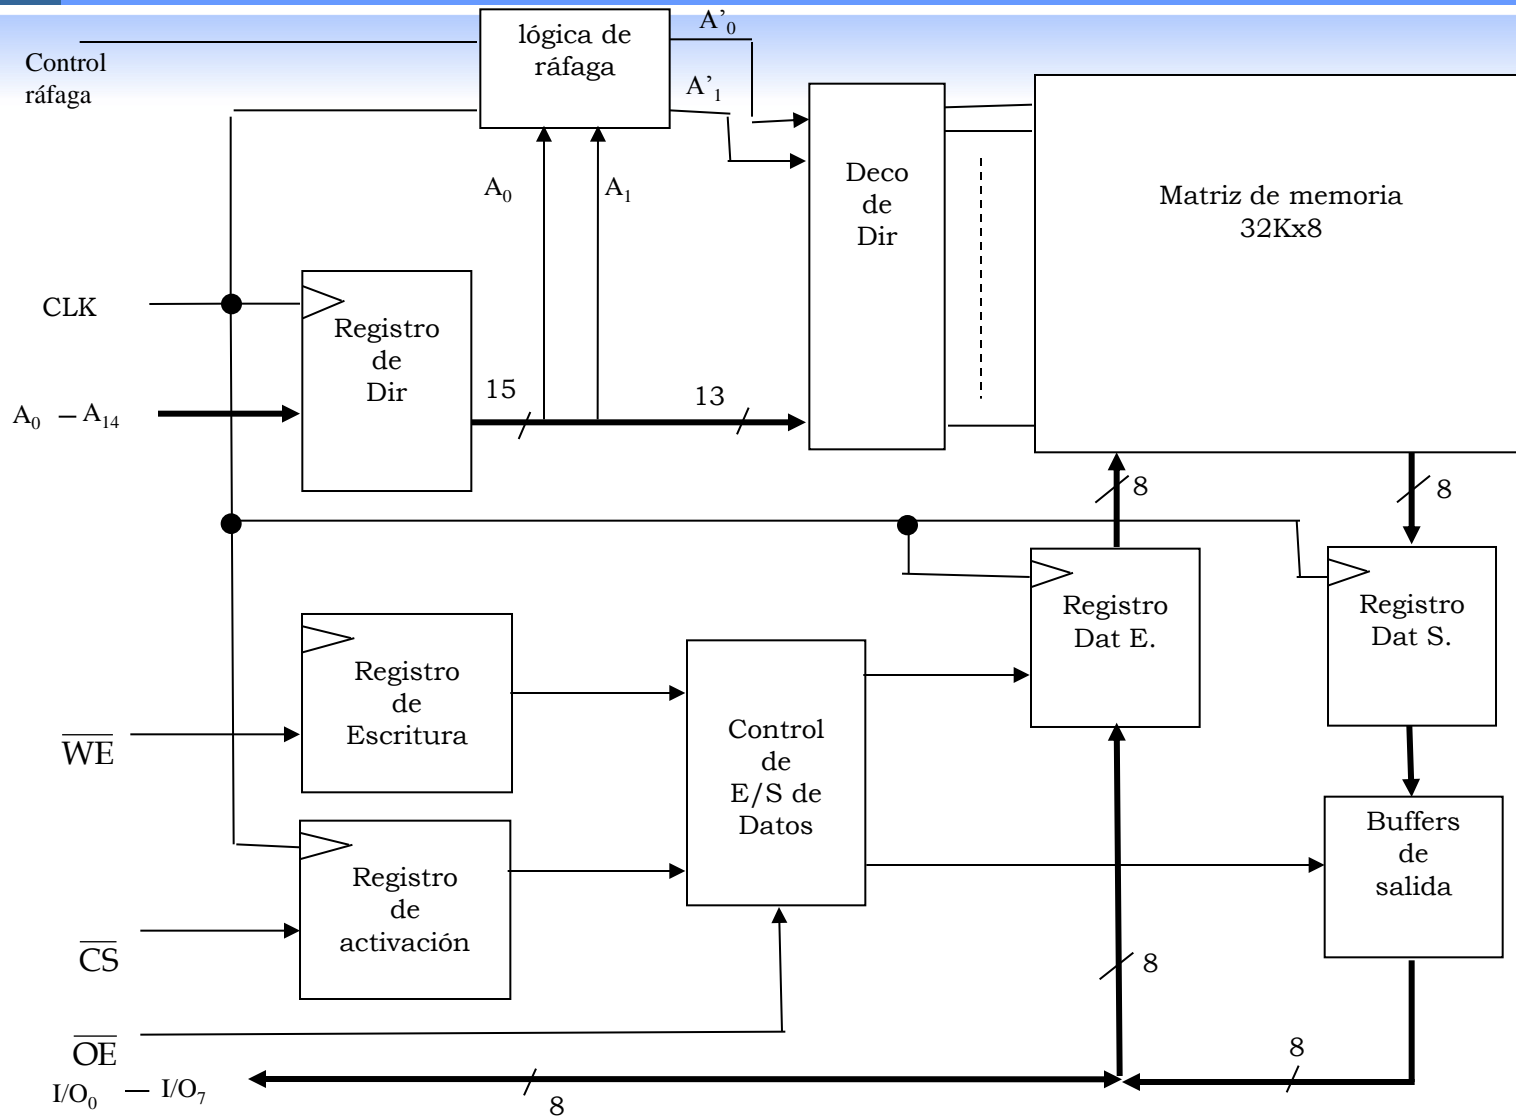 Control
ráfaga
lógica de
ráfaga
A’0
A’1
A0
A1
Deco
de
Dir
Matriz de memoria
32Kx8
CLK
Registro
de
Dir
A0 – A14
15
13
8
8
Registro
Dat E.
Registro
Dat S.
Registro
de
Escritura
WE
Control
de
E/S de
Datos
Buffers
de
salida
Registro
de
activación
CS
8
OE
8
I/O0 – I/O7
8